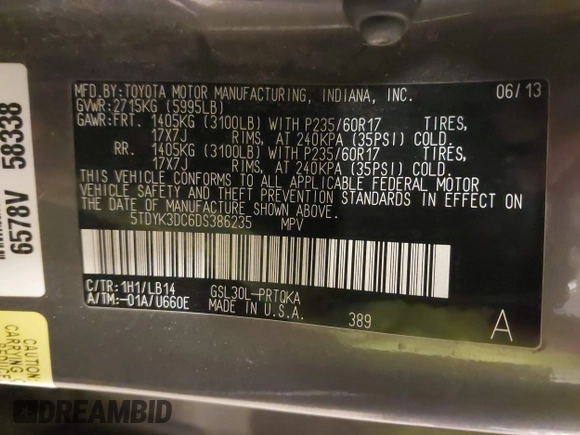 MFD.BY:TOYOTA MOTOR MANUFACTURING, INDIANA, INC. 06/13
GVWR:2715KG (5995LB)
GAWR:FRT. 1405KG (3100LB) WITH P235/60R17 TIRES,
17X7J RIMS, AT 240KPA (35PSI) COLD.
RR. 1405KG (3100LB) WITH P235/60R17 TIRES,
17X7J RIMS, AT 240KPA (35PSI) COLD.
THIS VEHICLE CONFORMS TO ALL APPLICABLE FEDERAL MOTOR
VEHICLE SAFETY AND THEFT PREVENTION STANDARDS IN EFFECT ON
THE DATE OF MANUFACTURE SHOWN ABOVE.
5TDYK3DC6DS386235 MPV
C/TR:1H1/LB14 GSL30L-PRTQKA
A/TM:-01A/U660E MADE IN U.S.A. 389 A
6578V 58338
CAUTION
CARRYING
DREAMBID